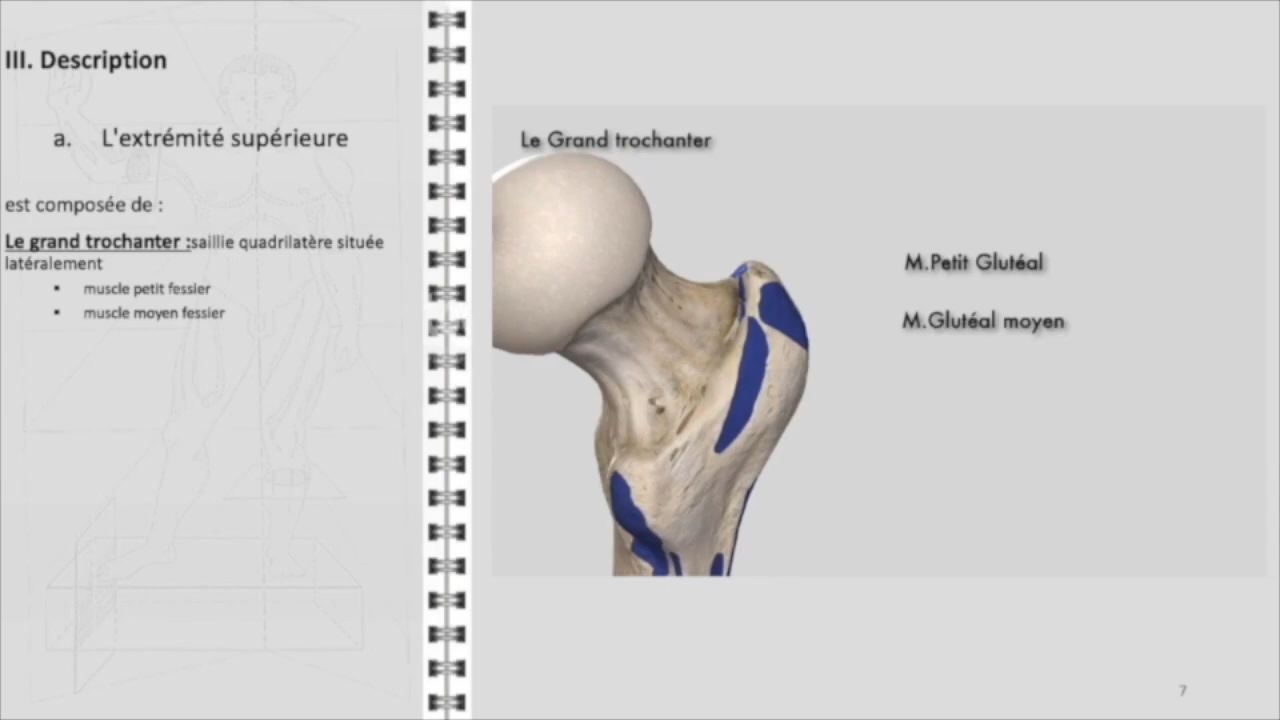 III. Description
a. L'extrémité supérieure
est composée de :
Le grand trochanter :saillie quadrilatère située
latéralement
▪ muscle petit fessier
▪ muscle moyen fessier
Le Grand trochanter
M.Petit Glutéal
M.Glutéal moyen
7